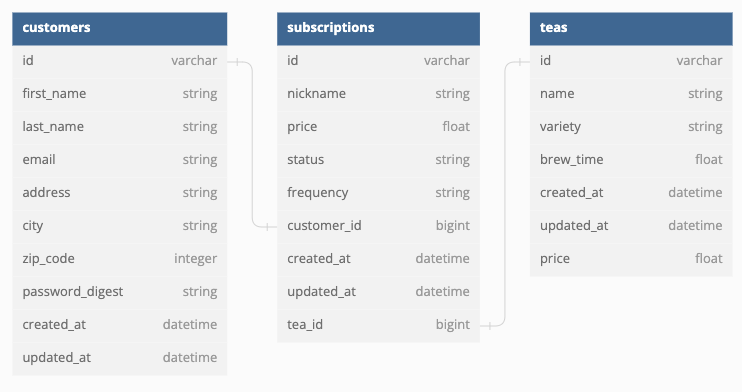 customers
id varchar
first_name string
last_name string
email string
address string
city string
zip_code integer
password_digest string
created_at datetime
updated_at datetime
subscriptions
id varchar
nickname string
price float
status string
frequency string
customer_id bigint
created_at datetime
updated_at datetime
tea_id bigint
teas
id varchar
name string
variety string
brew_time float
created_at datetime
updated_at datetime
price float